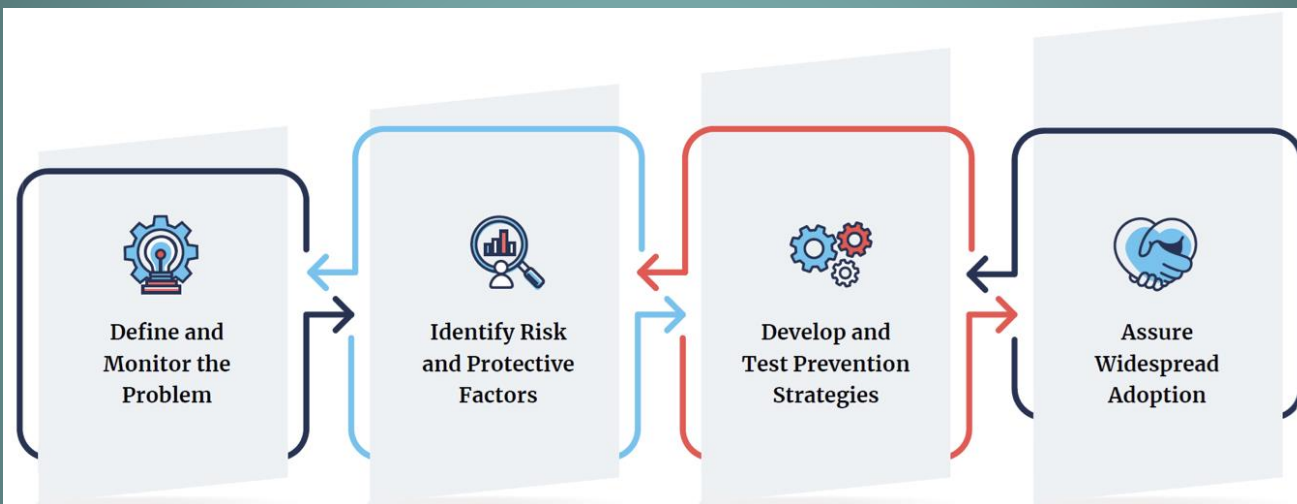 Define and
Monitor the
Problem
Identify Risk
and Protective
Factors
Develop and
Test Prevention
Strategies
Assure
Widespread
Adoption